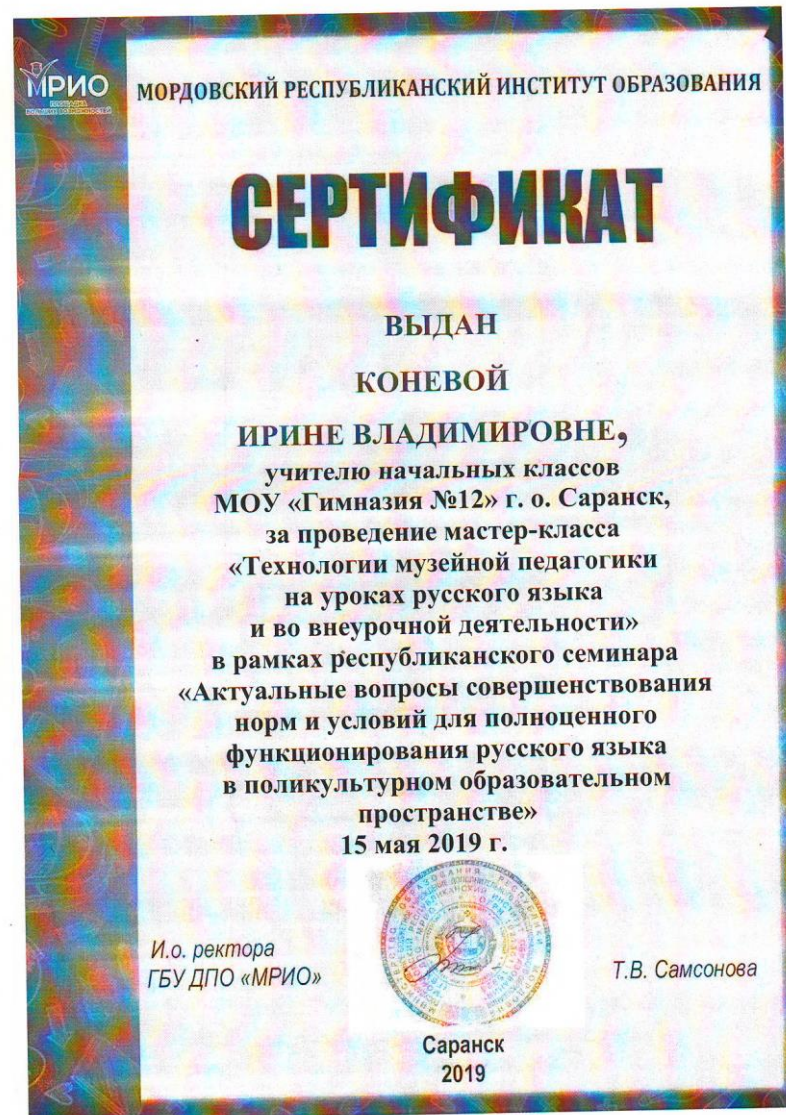 МРИО
ПЛОЩАДКА
БОЛЬШИХ ВОЗМОЖНОСТЕЙ
МОРДОВСКИЙ РЕСПУБЛИКАНСКИЙ ИНСТИТУТ ОБРАЗОВАНИЯ
СЕРТИФИКАТ
ВЫДАН
КОНЕВОЙ
ИРИНЕ ВЛАДИМИРОВНЕ,
учителю начальных классов
МОУ «Гимназия №12» г. о. Саранск,
за проведение мастер-класса
«Технологии музейной педагогики
на уроках русского языка
и во внеурочной деятельности»
в рамках республиканского семинара
«Актуальные вопросы совершенствования
норм и условий для полноценного
функционирования русского языка
в поликультурном образовательном
пространстве»
15 мая 2019 г.
И.о. ректора
ГБУ ДПО «МРИО»
Т.В. Самсонова
Саранск
2019